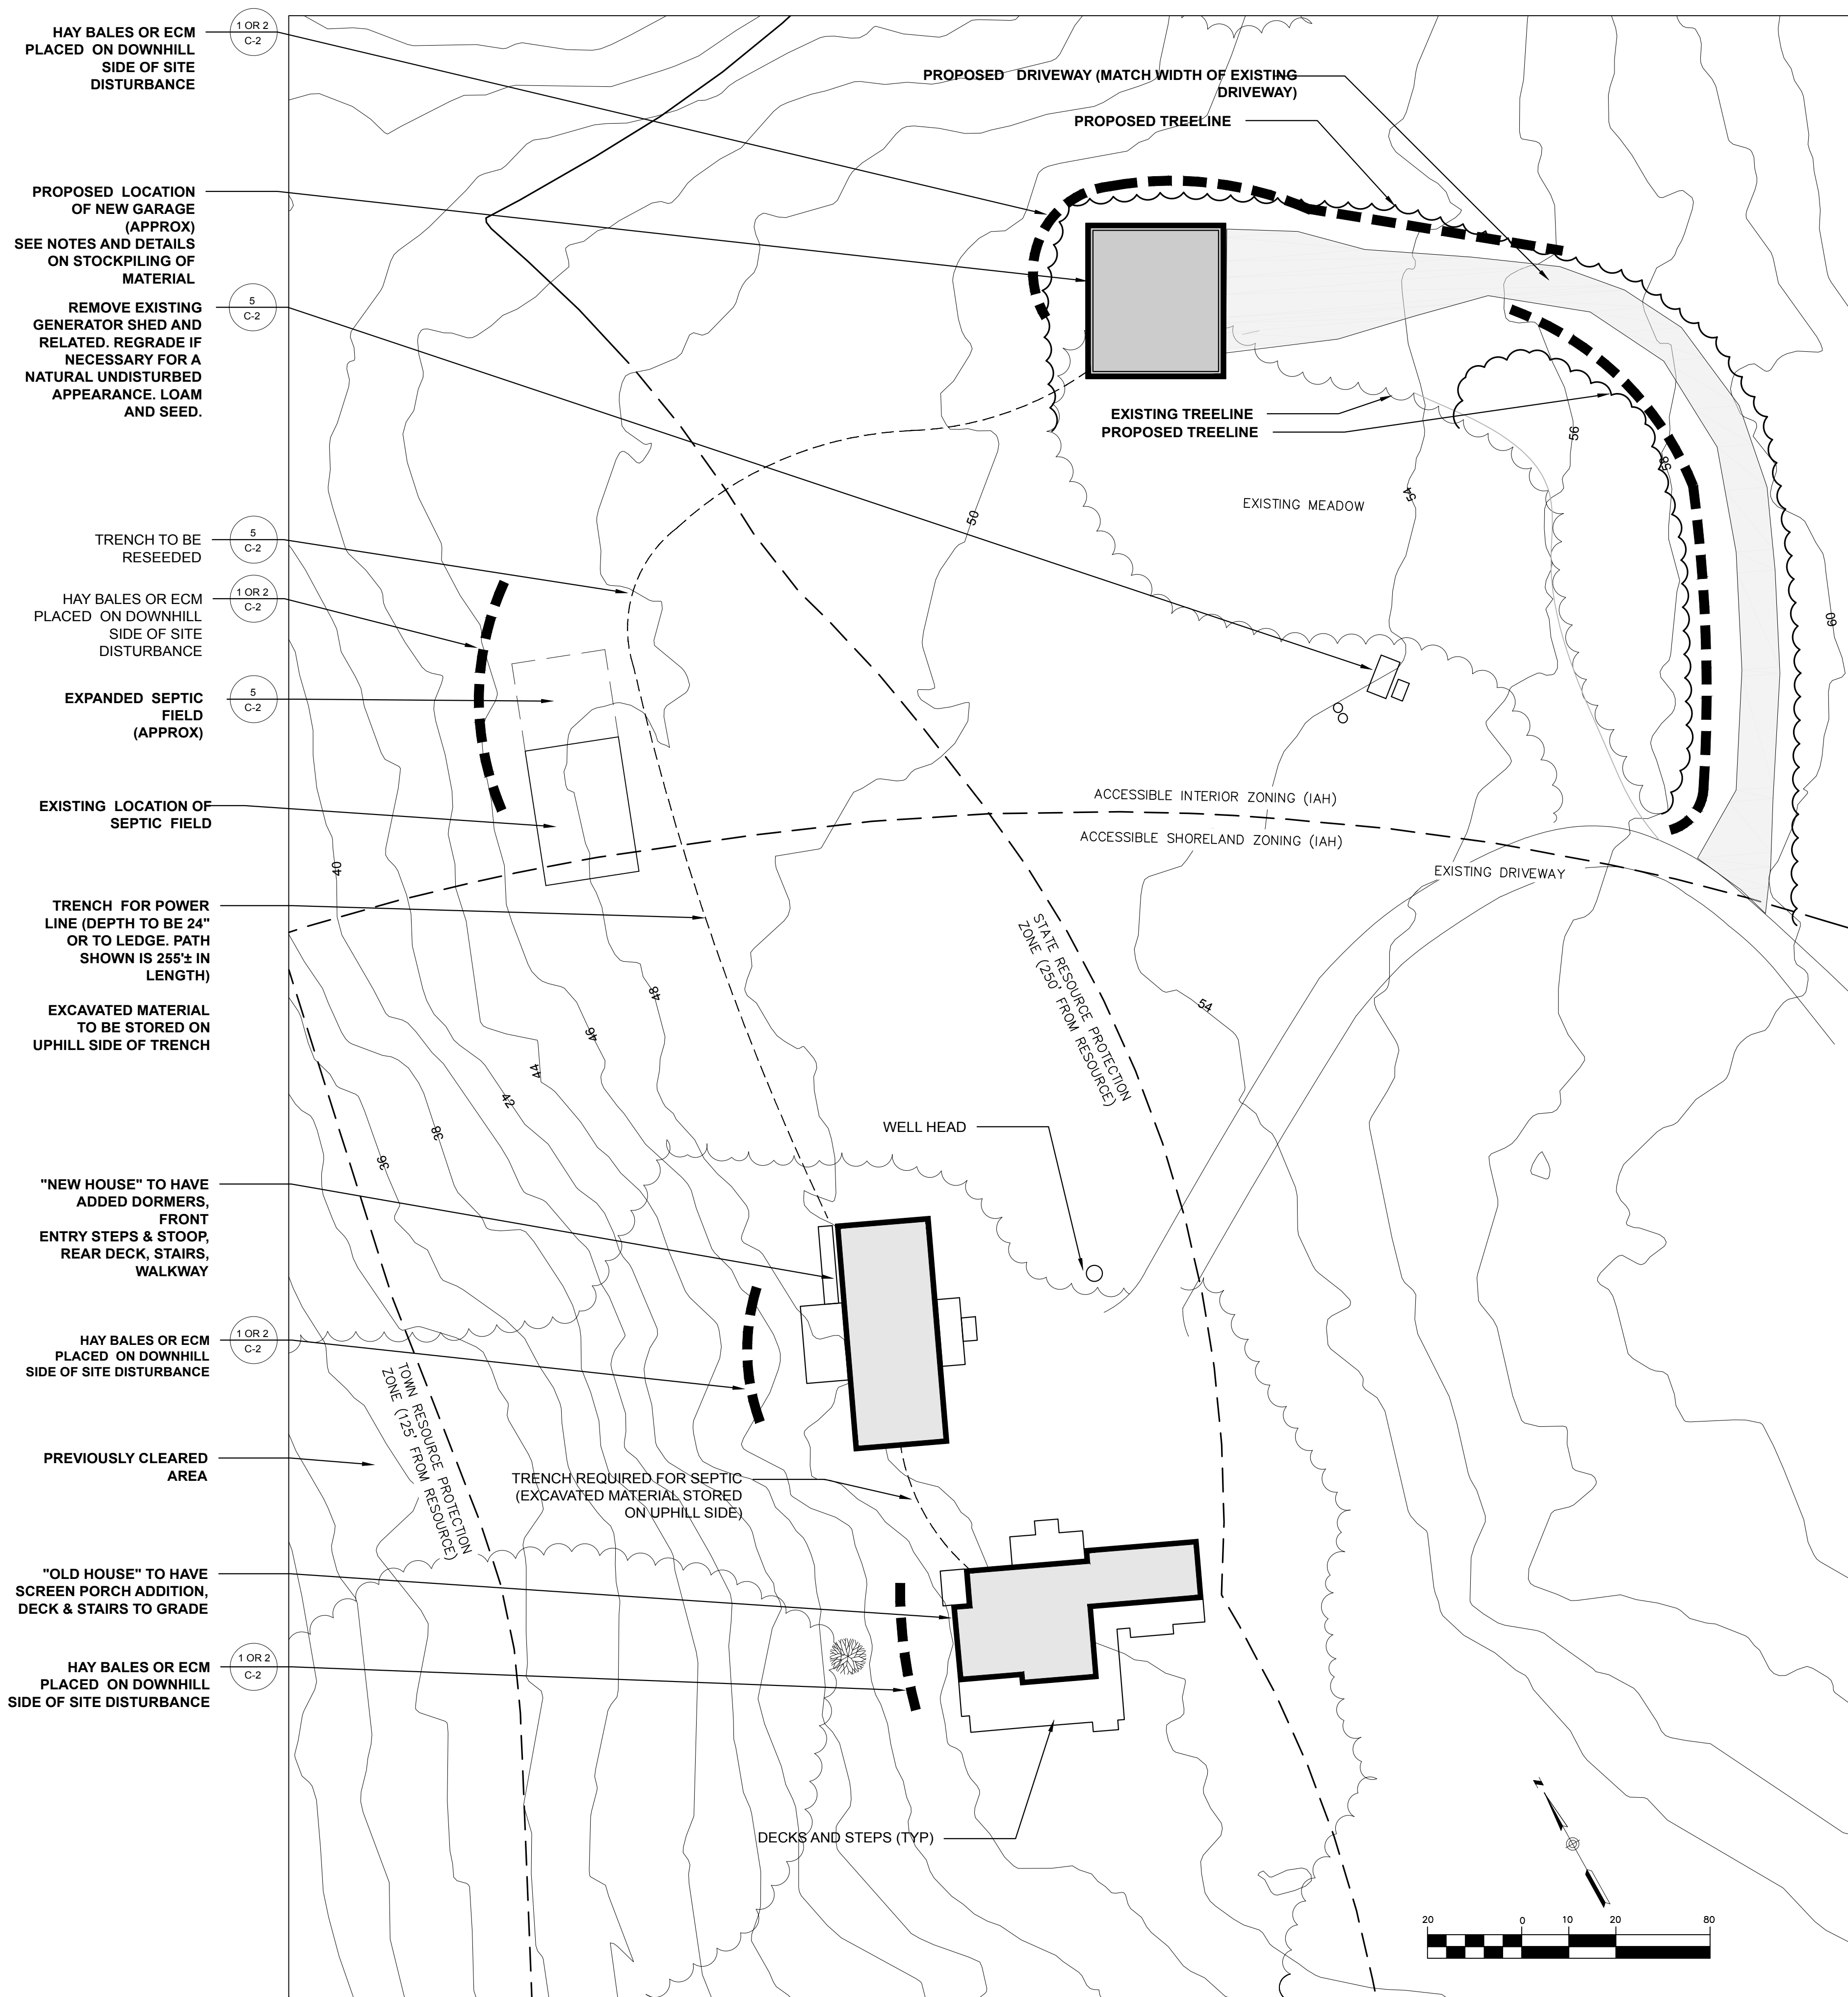 HAY BALES OR ECM
PLACED ON DOWNHILL
SIDE OF SITE
DISTURBANCE
1 OR 2
C-2
PROPOSED DRIVEWAY (MATCH WIDTH OF EXISTING
DRIVEWAY)
PROPOSED TREELINE
PROPOSED LOCATION
OF NEW GARAGE
(APPROX)
SEE NOTES AND DETAILS
ON STOCKPILING OF
MATERIAL
REMOVE EXISTING
GENERATOR SHED AND
RELATED. REGRADE IF
NECESSARY FOR A
NATURAL UNDISTURBED
APPEARANCE. LOAM
AND SEED.
5
C-2
EXISTING TREELINE
PROPOSED TREELINE
56
58
54
50
60
EXISTING MEADOW
TRENCH TO BE
RESEEDED
5
C-2
HAY BALES OR ECM
PLACED ON DOWNHILL
SIDE OF SITE
DISTURBANCE
1 OR 2
C-2
EXPANDED SEPTIC
FIELD
(APPROX)
5
C-2
EXISTING LOCATION OF
SEPTIC FIELD
ACCESSIBLE INTERIOR ZONING (IAH)
ACCESSIBLE SHORELAND ZONING (IAH)
EXISTING DRIVEWAY
40
TRENCH FOR POWER
LINE (DEPTH TO BE 24"
OR TO LEDGE. PATH
SHOWN IS 255'± IN
LENGTH)
EXCAVATED MATERIAL
TO BE STORED ON
UPHILL SIDE OF TRENCH
STATE RESOURCE PROTECTION
ZONE (250' FROM RESOURCE)
48
46
44
42
38
36
54
WELL HEAD
"NEW HOUSE" TO HAVE
ADDED DORMERS,
FRONT
ENTRY STEPS & STOOP,
REAR DECK, STAIRS,
WALKWAY
HAY BALES OR ECM
PLACED ON DOWNHILL
SIDE OF SITE DISTURBANCE
1 OR 2
C-2
TOWN RESOURCE PROTECTION
ZONE (125' FROM RESOURCE)
PREVIOUSLY CLEARED
AREA
TRENCH REQUIRED FOR SEPTIC
(EXCAVATED MATERIAL STORED
ON UPHILL SIDE)
"OLD HOUSE" TO HAVE
SCREEN PORCH ADDITION,
DECK & STAIRS TO GRADE
HAY BALES OR ECM
PLACED ON DOWNHILL
SIDE OF SITE DISTURBANCE
1 OR 2
C-2
DECKS AND STEPS (TYP)
20 0 10 20 80